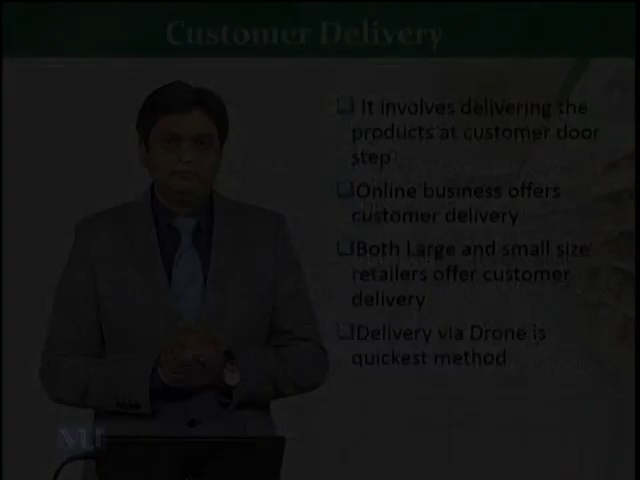 Customer Delivery
It involves delivering the
products at customer door
step
Online business offers
customer delivery
Both Large and small size
retailers offer customer
delivery
Delivery via Drone is
quickest method
VU